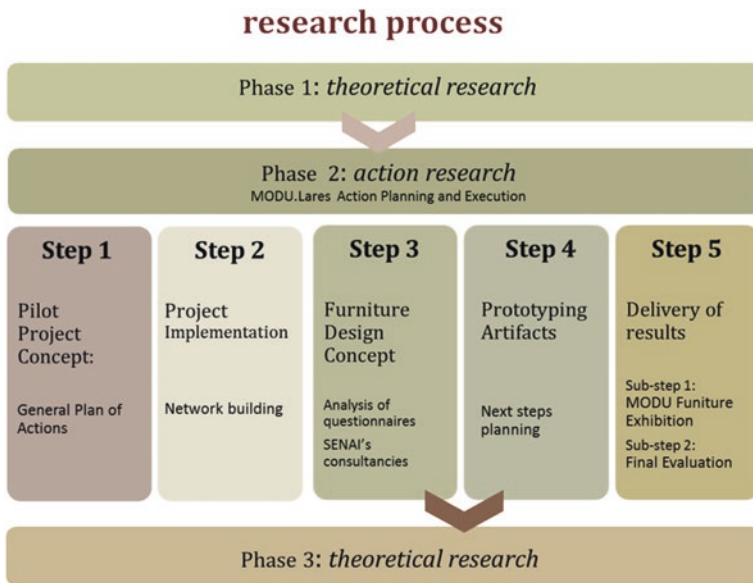 research process
Phase 1: theoretical research
Phase 2: action research
MODU.Lares Action Planning and Execution
Step 1
Pilot
Project
Concept:
General Plan of
Actions
Step 2
Project
Implementation
Network building
Step 3
Furniture
Design
Concept
Analysis of
questionnaires
SENAI's
consultancies
Step 4
Prototyping
Artifacts
Next steps
planning
Step 5
Delivery of
results
Sub-step 1:
MODU Funiture
Exhibition
Sub-step 2:
Final Evaluation
Phase 3: theoretical research